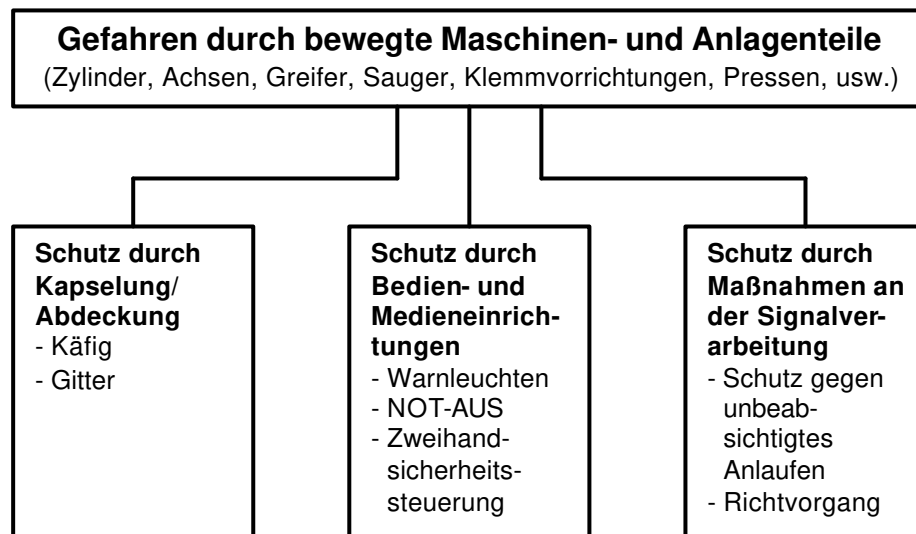 Gefahren durch bewegte Maschinen- und Anlagenteile
(Zylinder, Achsen, Greifer, Sauger, Klemmvorrichtungen, Pressen, usw.)
Schutz durch
Kapselung/
Abdeckung
- Käfig
- Gitter
Schutz durch
Bedien- und
Medieneinrich-
tungen
- Warnleuchten
- NOT-AUS
- Zweihand-
sicherheits-
steuerung
Schutz durch
Maßnahmen an
der Signalver-
arbeitung
- Schutz gegen
unbeab-
sichtigtes
Anlaufen
- Richtvorgang